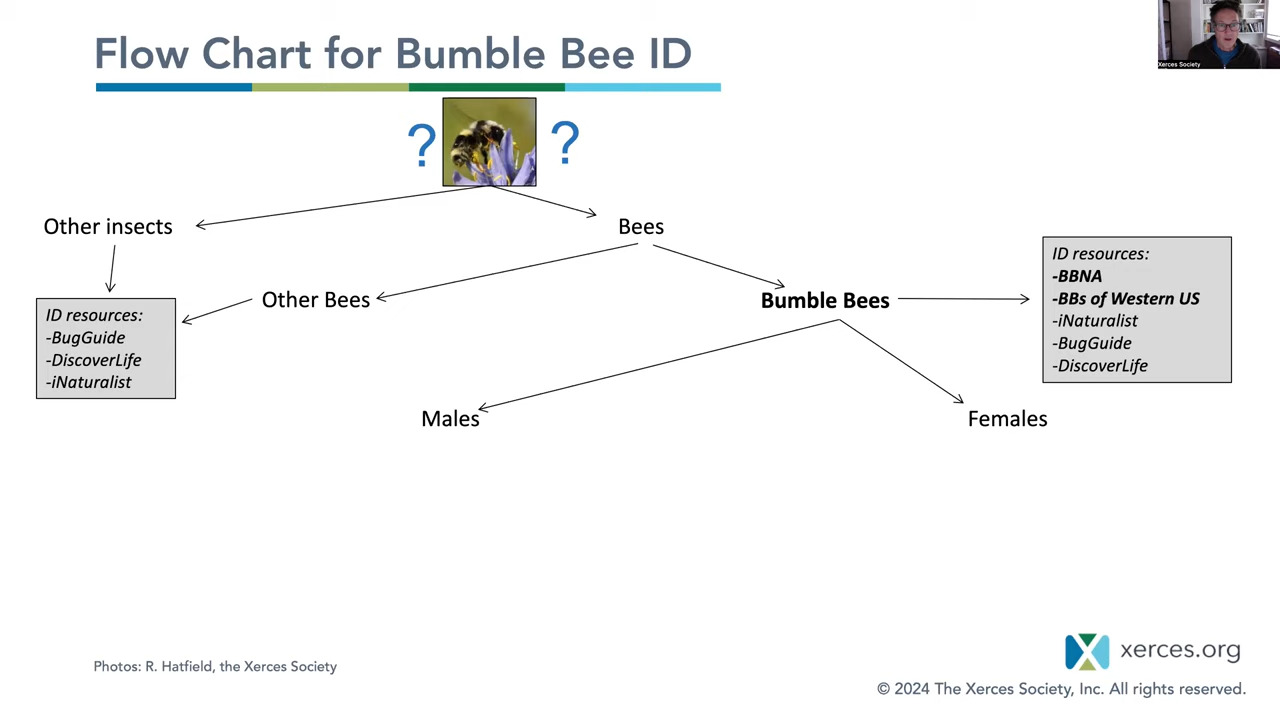 Flow Chart for Bumble Bee ID
Xerces Society
? ?
Other insects
Bees
ID resources:
-BBNA
-BBs of Western US
-iNaturalist
-BugGuide
-DiscoverLife
Other Bees
Bumble Bees
ID resources:
-BugGuide
-DiscoverLife
-iNaturalist
Males
Females
Photos: R. Hatfield, the Xerces Society
xerces.org
© 2024 The Xerces Society, Inc. All rights reserved.